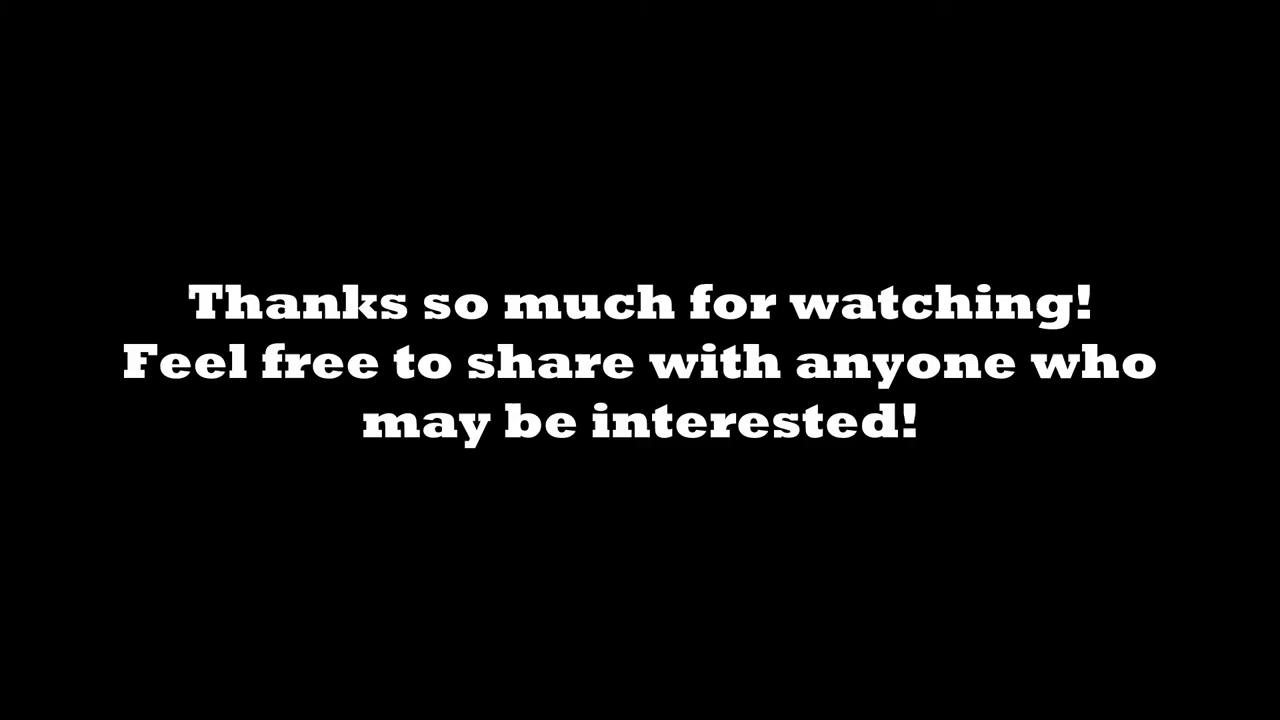 Thanks so much for watching!
Feel free to share with anyone who
may be interested!